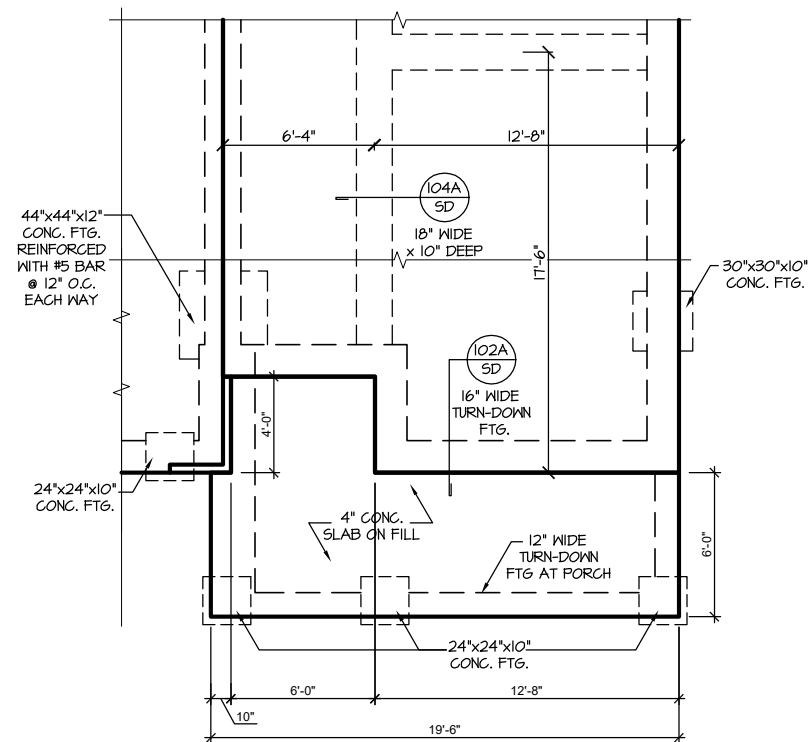 6'-4"
12'-8"
104A
SD
18" WIDE
x 10" DEEP
17'-6"
44"x44"x12"
CONC. FTG.
REINFORCED
WITH #5 BAR
@ 12" O.C.
EACH WAY
30"x30"x10"
CONC. FTG.
102A
SD
16" WIDE
TURN-DOWN
FTG.
4'-0"
24"x24"x10"
CONC. FTG.
4" CONC.
SLAB ON FILL
12" WIDE
TURN-DOWN
FTG AT PORCH
6'-0"
24"x24"x10"
CONC. FTG.
6'-0"
12'-8"
10"
19'-6"